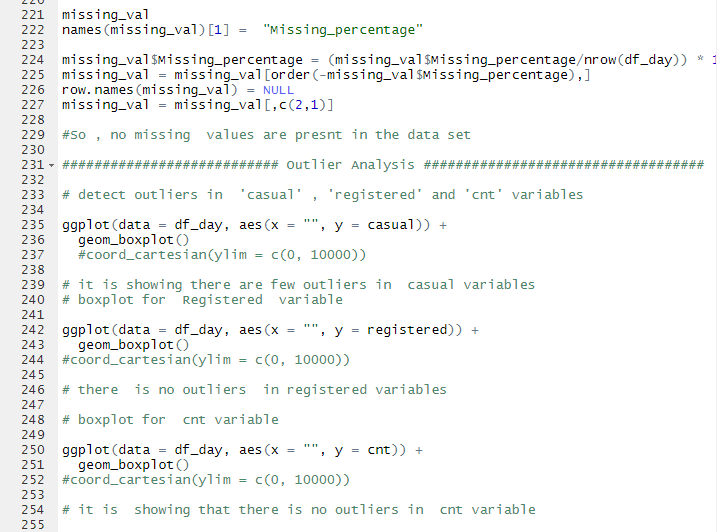 220
221 missing_val
222 names(missing_val)[1] = "Missing_percentage"
223
224 missing_val$Missing_percentage = (missing_val$Missing_percentage/nrow(df_day)) *
225 missing_val = missing_val[order(-missing_val$Missing_percentage),]
226 row.names(missing_val) = NULL
227 missing_val = missing_val[,c(2,1)]
228
229 #So , no missing  values are presnt in the data set
230
231 ########################### Outlier Analysis ###################################
232
233 # detect outliers in  'casual' , 'registered' and 'cnt' variables
234
235 ggplot(data = df_day, aes(x = "", y = casual)) +
236   geom_boxplot()
237   #coord_cartesian(ylim = c(0, 10000))
238
239 # it is showing there are few outliers in  casual variables
240 # boxplot for  Registered  variable
241
242 ggplot(data = df_day, aes(x = "", y = registered)) +
243   geom_boxplot()
244 #coord_cartesian(ylim = c(0, 10000))
245
246 # there  is no outliers  in registered variables
247
248 # boxplot for  cnt variable
249
250 ggplot(data = df_day, aes(x = "", y = cnt)) +
251   geom_boxplot()
252 #coord_cartesian(ylim = c(0, 10000))
253
254 # it is  showing that there is no outliers in  cnt variable
255